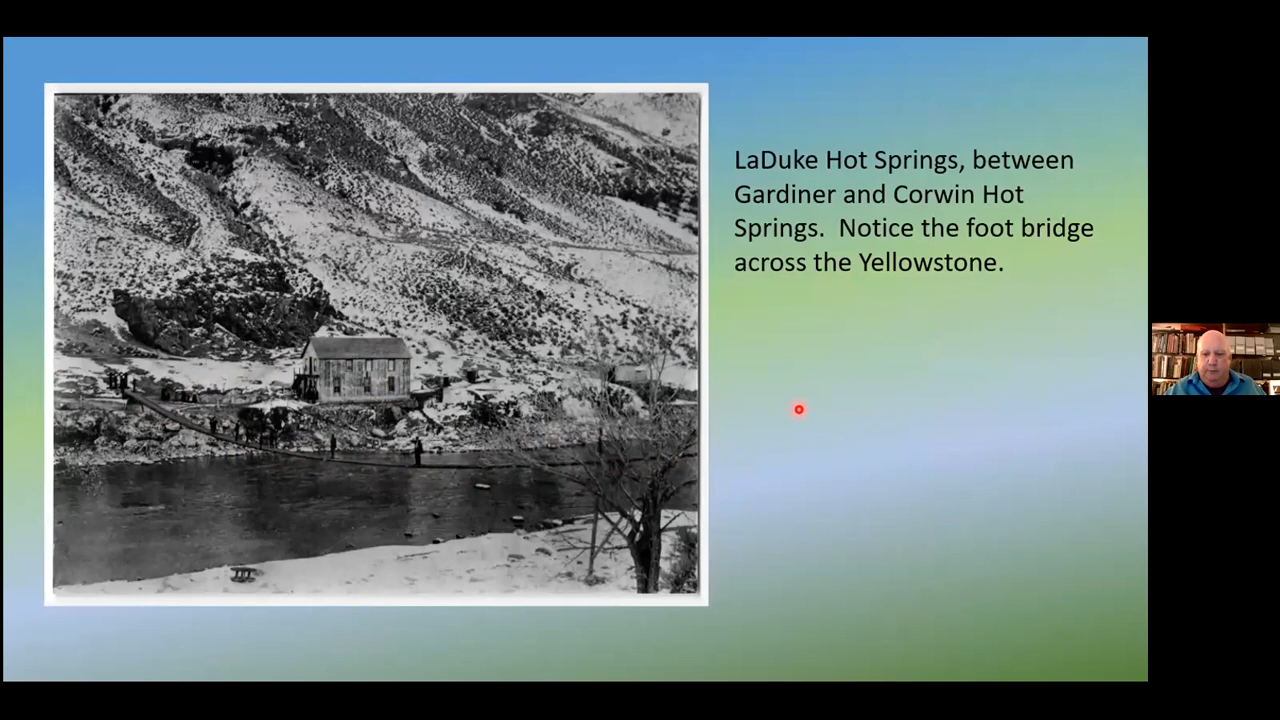 LaDuke Hot Springs, between
Gardiner and Corwin Hot
Springs.  Notice the foot bridge
across the Yellowstone.